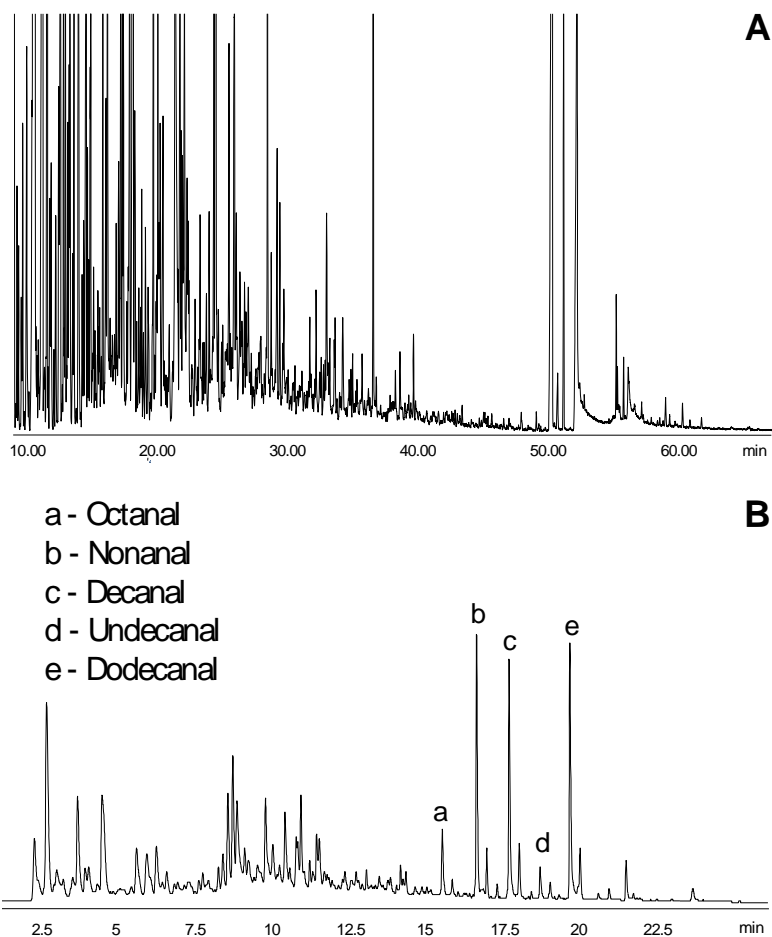 A
10.00 20.00 30.00 40.00 50.00 60.00 min
a - Octanal
b - Nonanal
c - Decanal
d - Undecanal
e - Dodecanal
B
a b c d e
2.5 5 7.5 10 12.5 15 17.5 20 22.5 min